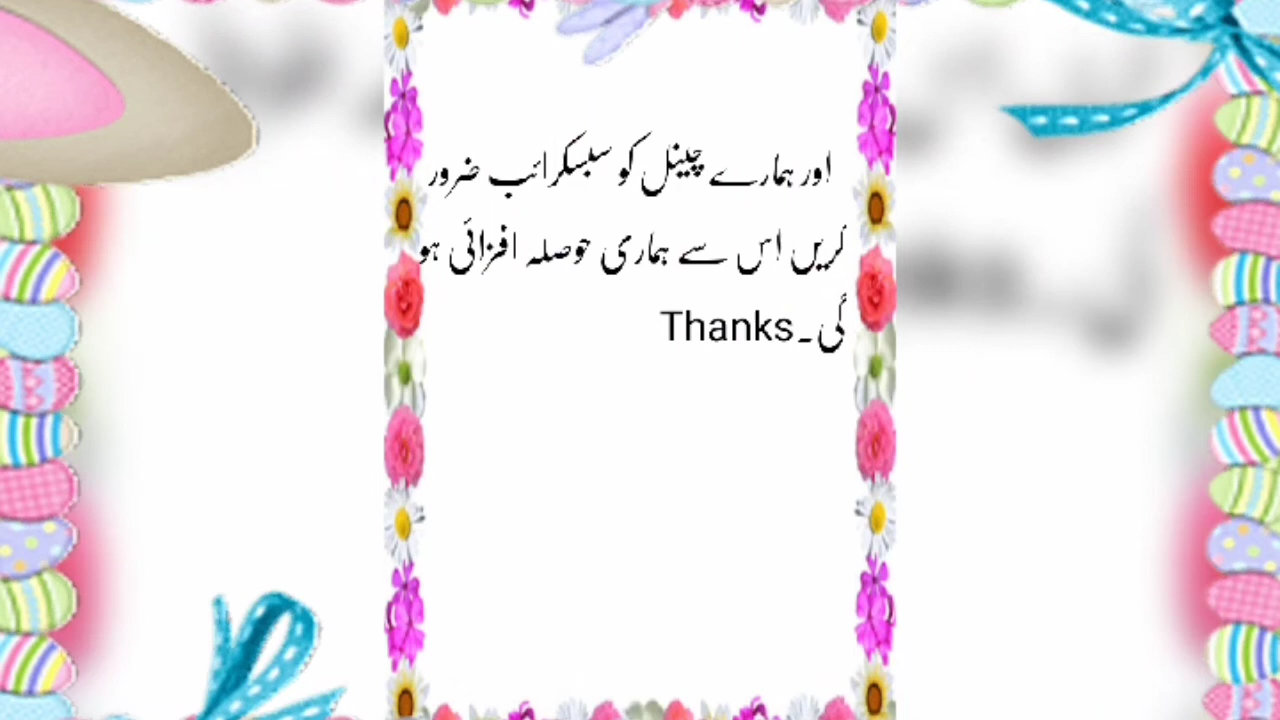 اور ہمارے چینل کو سبسکرائب ضرور
کریں اس سے ہماری حوصلہ افزائی ہو
گی۔Thanks